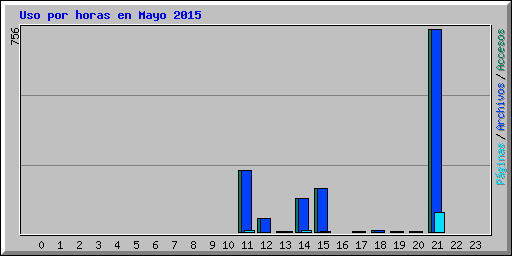 Uso por horas en Mayo 2015
756
Páginas / Archivos / Accesos
0 1 2 3 4 5 6 7 8 9 10 11 12 13 14 15 16 17 18 19 20 21 22 23